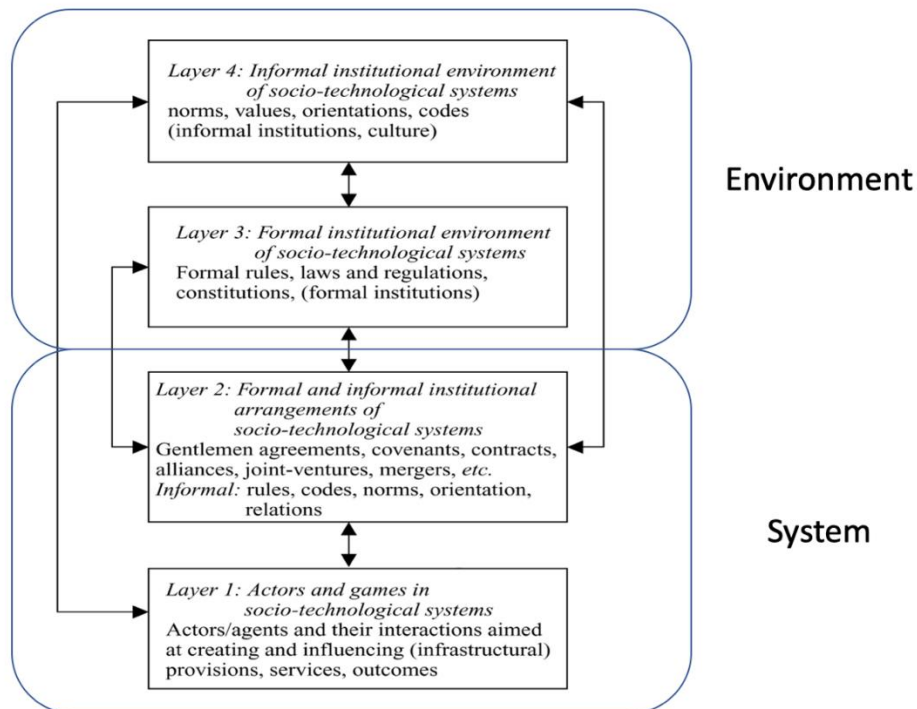 Layer 4: Informal institutional environment
of socio-technological systems
norms, values, orientations, codes
(informal institutions, culture)
Environment
Layer 3: Formal institutional environment
of socio-technological systems
Formal rules, laws and regulations,
constitutions, (formal institutions)
Layer 2: Formal and informal institutional
arrangements of
socio-technological systems
Gentlemen agreements, covenants, contracts,
alliances, joint-ventures, mergers, etc.
Informal: rules, codes, norms, orientation,
relations
System
Layer 1: Actors and games in
socio-technological systems
Actors/agents and their interactions aimed
at creating and influencing (infrastructural)
provisions, services, outcomes